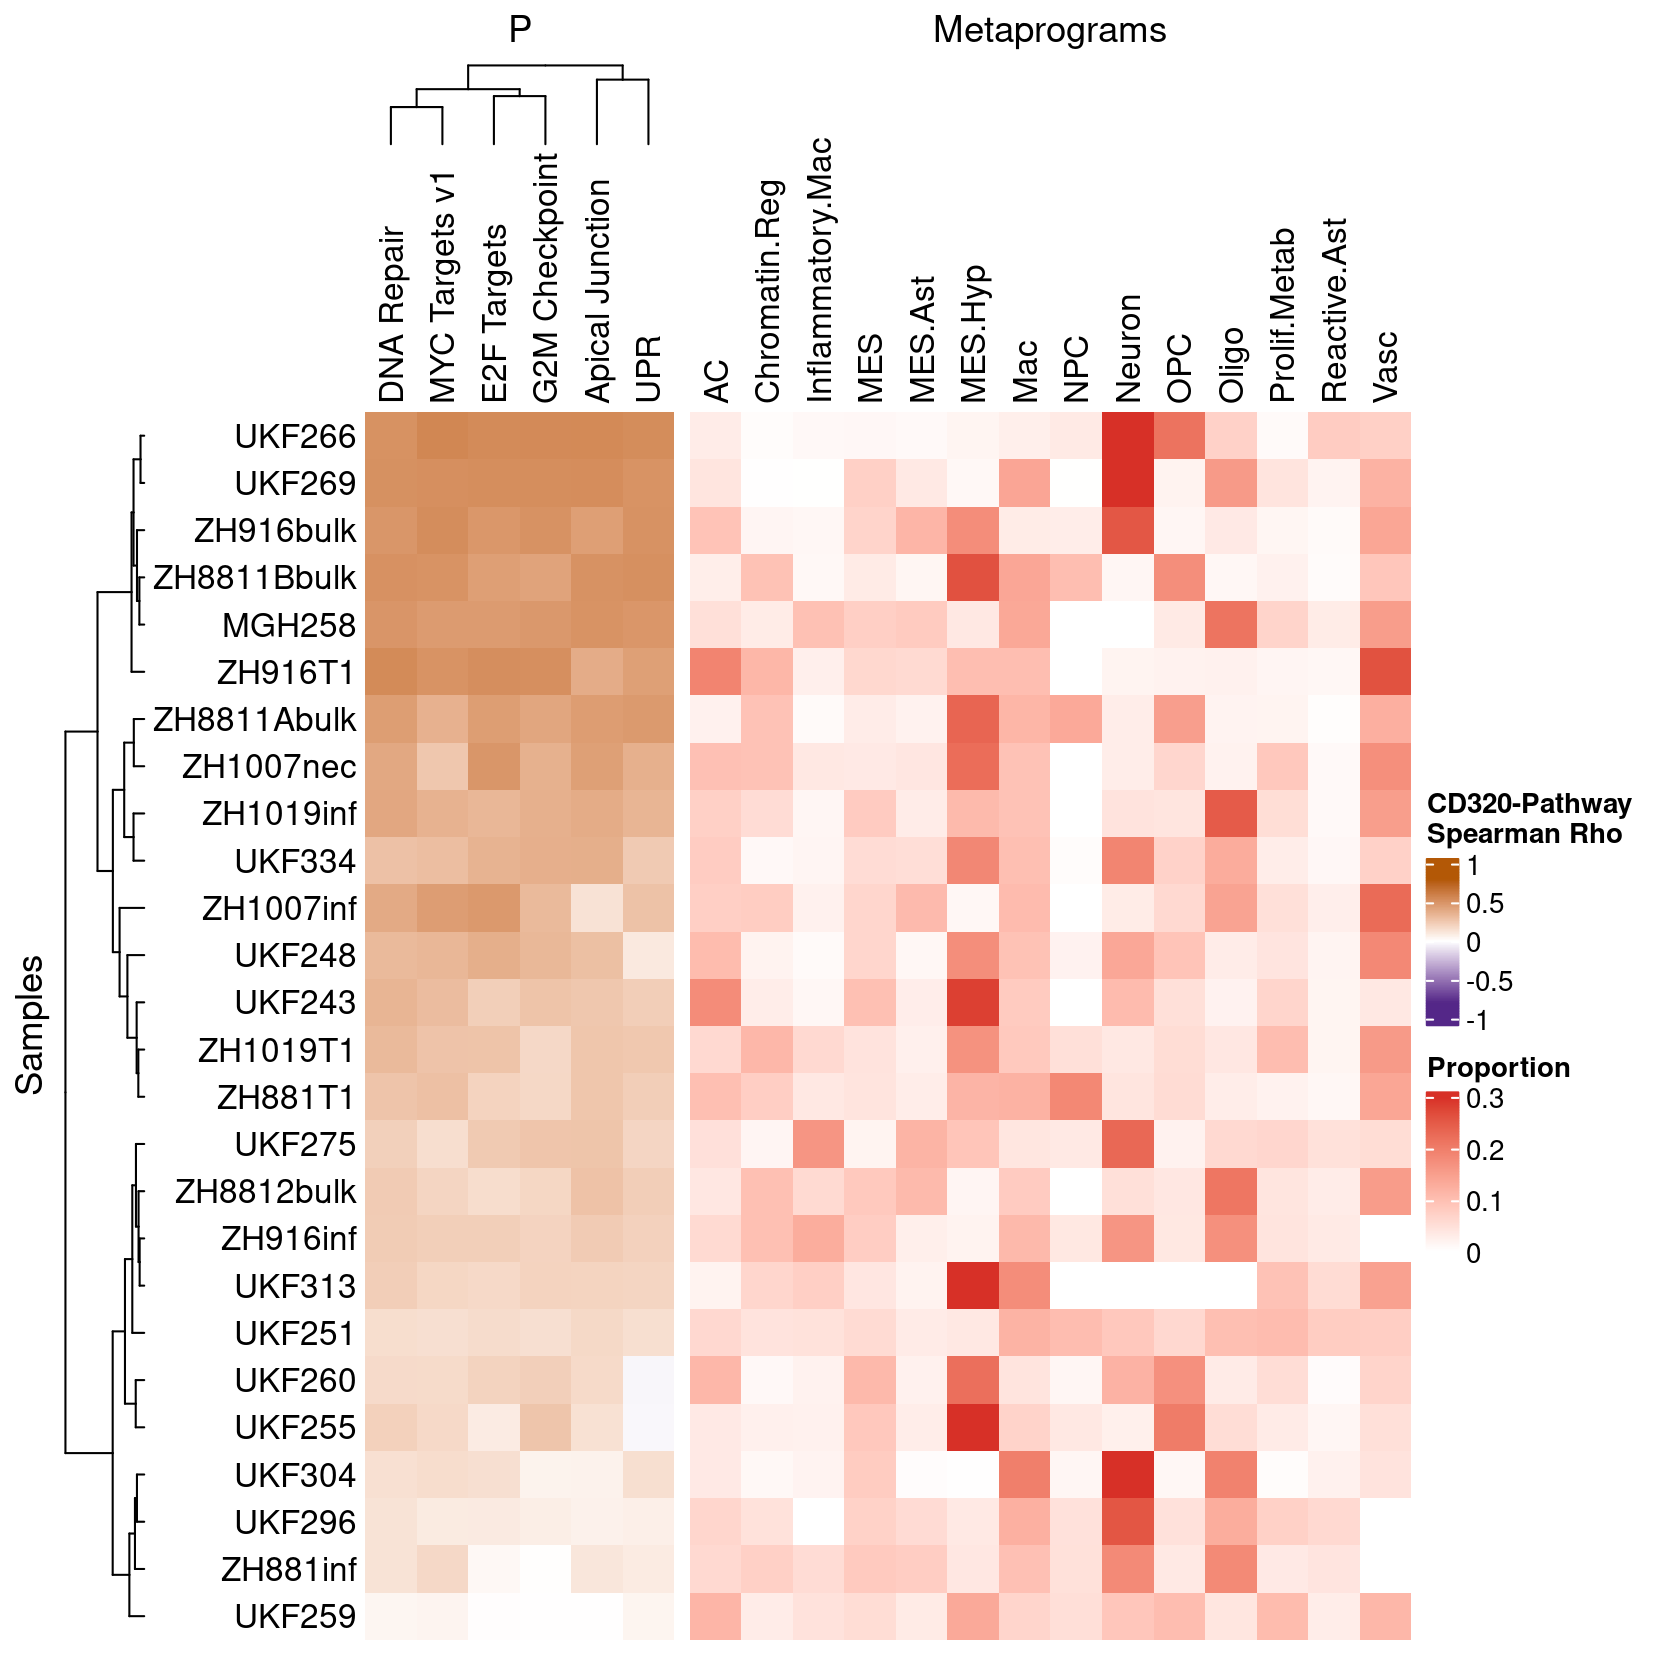 P
Metaprograms
DNA Repair
MYC Targets v1
E2F Targets
G2M Checkpoint
Apical Junction
UPR
AC
Chromatin.Reg
Inflammatory.Mac
MES
MES.Ast
MES.Hyp
Mac
NPC
Neuron
OPC
Oligo
Prolif.Metab
Reactive.Ast
Vasc
Samples
UKF266
UKF269
ZH916bulk
ZH8811Bbulk
MGH258
ZH916T1
ZH8811Abulk
ZH1007nec
ZH1019inf
UKF334
ZH1007inf
UKF248
UKF243
ZH1019T1
ZH881T1
UKF275
ZH8812bulk
ZH916inf
UKF313
UKF251
UKF260
UKF255
UKF304
UKF296
ZH881inf
UKF259
CD320-Pathway
Spearman Rho
1
0.5
0
-0.5
-1
Proportion
0.3
0.2
0.1
0